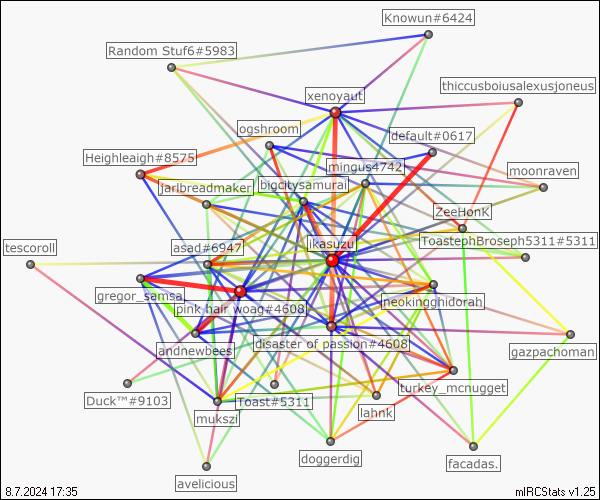 Knowun#6424
Random Stuf6#5983
thiccusboiusalexusjoneus
xenoyaut
ogshroom
default#0617
Heighleaigh#8575
mingus4742
moonraven
jarlbreadmaker
bigcitysamurai
ZeeHonK
tescoroll
asad#6947
jikasuzu
ToastephBroseph5311#5311
gregor_samsa
pink hair woag#4608
neokingghidorah
andnewbees
disaster of passion#4608
gazpachoman
Duck™#9103
Toast#5311
turkey_mcnugget
mukszi
lahnk
doggerdig
facadas.
avelicious
8.7.2024 17:35
mIRCStats v1.25